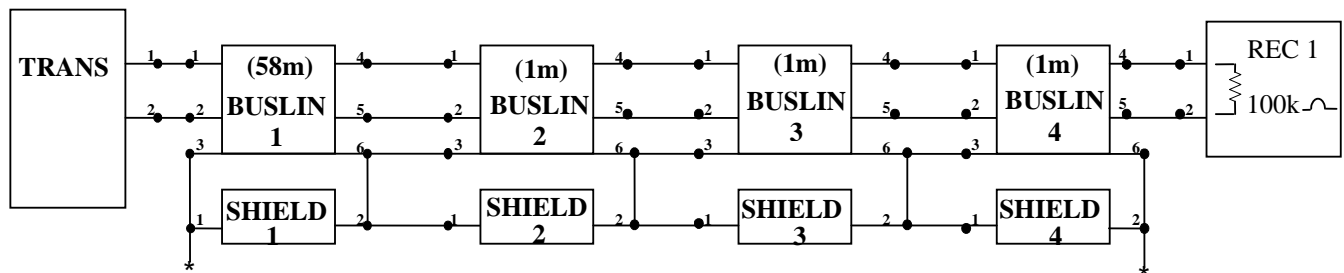 TRANS
1 1 (58m) 4 1 (1m) 4 1 (1m) 4 1 (1m) 4 1 REC 1
BUSLIN BUSLIN BUSLIN BUSLIN 100k
2 2 1 5 2 2 5 2 3 5 2 4 5 2
3 6 3 6 3 6 3 6
1 SHIELD 2 1 SHIELD 2 1 SHIELD 2 1 SHIELD 2
1 2 3 4
* *